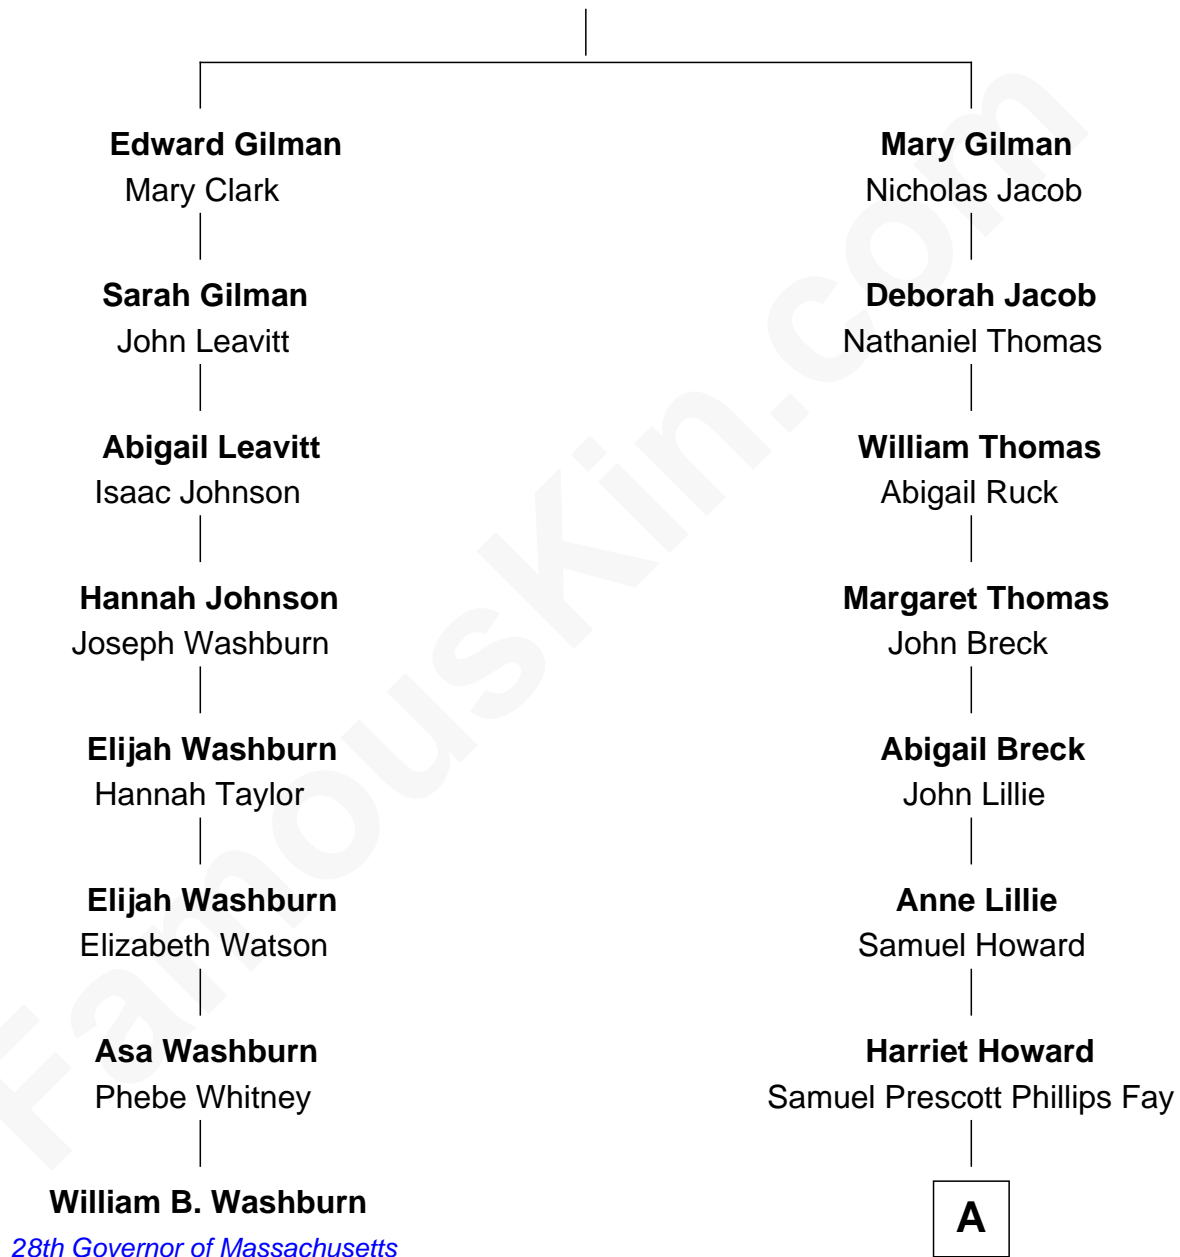 Edward Gilman
Mary Clark
Sarah Gilman
John Leavitt
Abigail Leavitt
Isaac Johnson
Hannah Johnson
Joseph Washburn
Elijah Washburn
Hannah Taylor
Elijah Washburn
Elizabeth Watson
Asa Washburn
Phebe Whitney
William B. Washburn
28th Governor of Massachusetts
Mary Gilman
Nicholas Jacob
Deborah Jacob
Nathaniel Thomas
William Thomas
Abigail Ruck
Margaret Thomas
John Breck
Abigail Breck
John Lillie
Anne Lillie
Samuel Howard
Harriet Howard
Samuel Prescott Phillips Fay
A
FamousKin.com